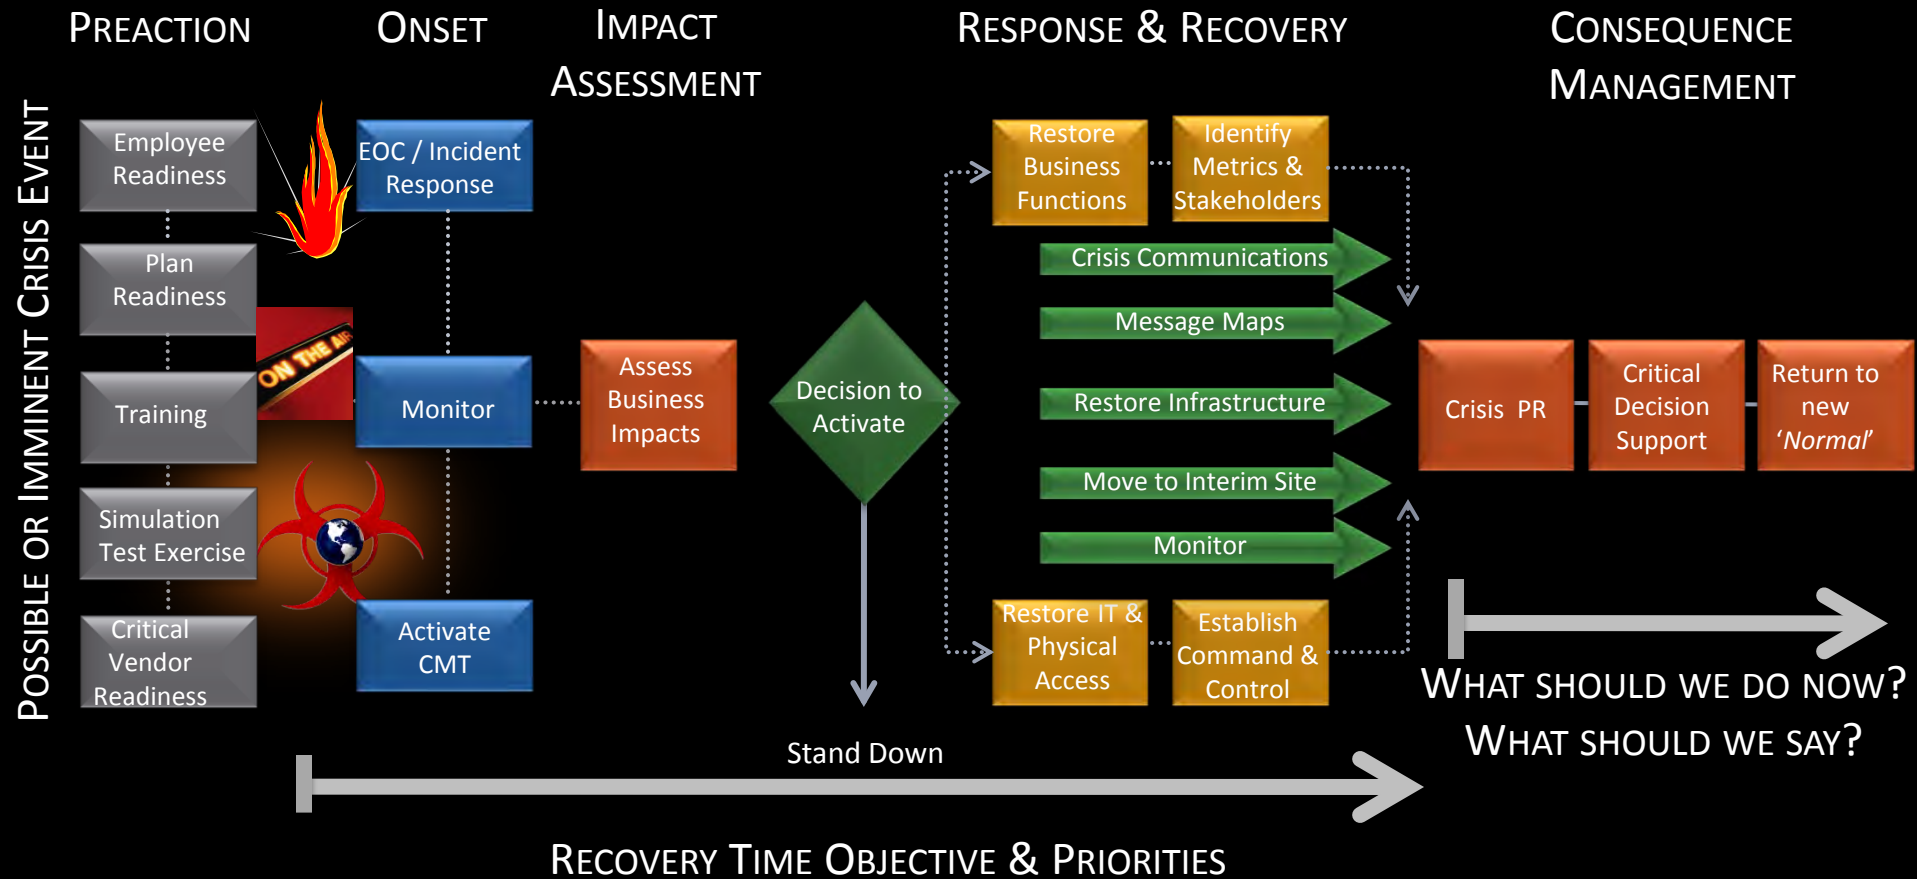 PREACTION
ONSET
IMPACT
ASSESSMENT
RESPONSE & RECOVERY
CONSEQUENCE
MANAGEMENT
POSSIBLE OR IMMINENT CRISIS EVENT
Employee
Readiness
Plan
Readiness
Training
Simulation
Test Exercise
Critical
Vendor
Readiness
ON THE AIR
EOC / Incident
Response
Monitor
Activate
CMT
Assess
Business
Impacts
Decision to
Activate
Stand Down
Restore
Business
Functions
Identify
Metrics &
Stakeholders
Crisis Communications
Message Maps
Restore Infrastructure
Move to Interim Site
Monitor
Restore IT &
Physical
Access
Establish
Command &
Control
Crisis PR
Critical
Decision
Support
Return to
new
‘Normal’
WHAT SHOULD WE DO NOW?
WHAT SHOULD WE SAY?
RECOVERY TIME OBJECTIVE & PRIORITIES